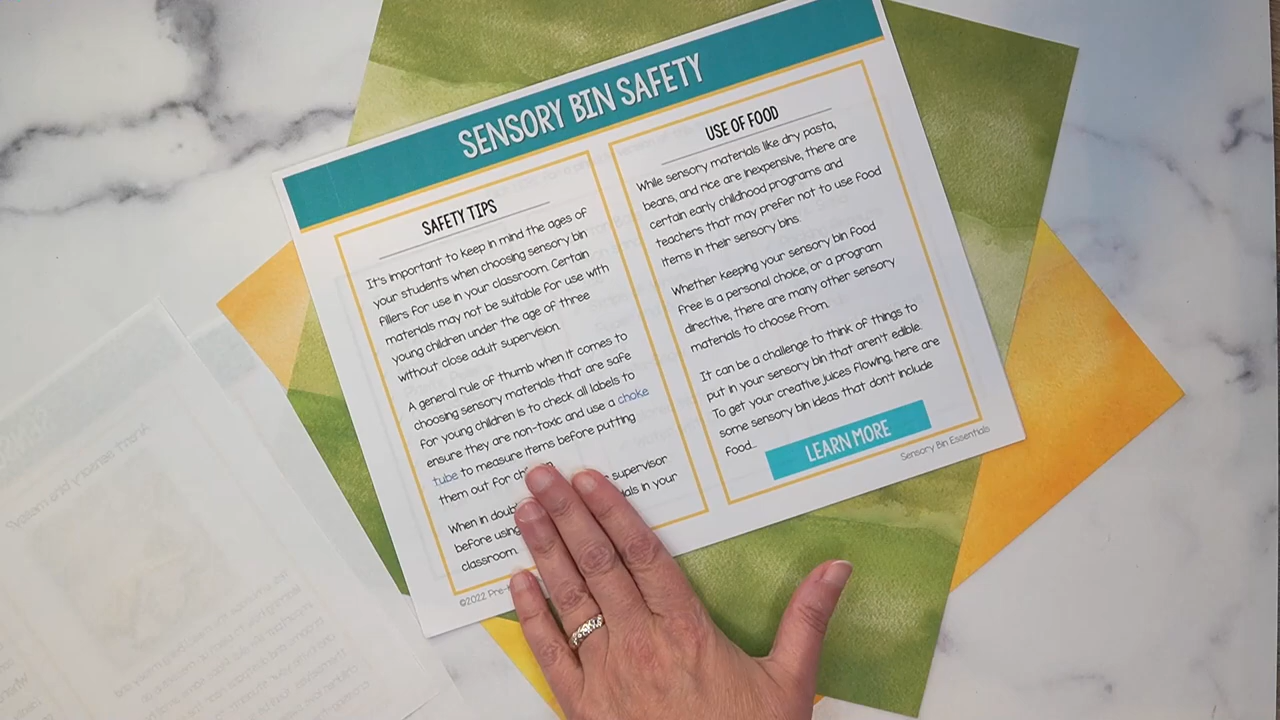 SENSORY BIN SAFETY
SAFETY TIPS
It's important to keep in mind the ages of
your students when choosing sensory bin
fillers for use in your classroom. Certain
materials may not be suitable for use with
young children under the age of three
without close adult supervision.
A general rule of thumb when it comes to
choosing sensory materials that are safe
for young children is to check all labels to
ensure they are non-toxic and use a choke
tube to measure items before putting
them out for
When in
supervisor
before using
in your
classroom.
©2022
USE OF FOOD
While sensory materials like dry pasta,
beans, and rice are inexpensive, there are
certain early childhood programs and
teachers that may prefer not to use food
items in their sensory bins.
Whether keeping your sensory bin food
free is a personal choice, or a program
directive, there are many other sensory
materials to choose from.
It can be a challenge to think of things to
put in your sensory bin that aren't edible.
To get your creative juices flowing, here are
some sensory bin ideas that don't include
food...
LEARN MORE
Sensory Bin Essentials